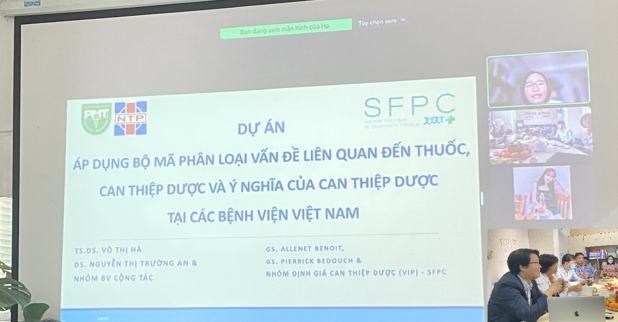 Bạn đang xem màn hình của Ha
Tùy chọn xem
NTP
SFPC
DỰ ÁN
ÁP DỤNG BỘ MÃ PHÂN LOẠI VẤN ĐỀ LIÊN QUAN ĐẾN THUỐC,
CAN THIỆP DƯỢC VÀ Ý NGHĨA CỦA CAN THIỆP DƯỢC
TẠI CÁC BỆNH VIỆN VIỆT NAM
TS.DS. VÕ THỊ HÀ
DS. NGUYỄN THỊ TRƯỜNG AN &
NHÓM BV CỘNG TÁC
GS. ALLENET BENOIT,
GS. PIERRICK BEDOUCH &
NHÓM ĐỊNH GIÁ CAN THIỆP DƯỢC (VIP) - SFPC